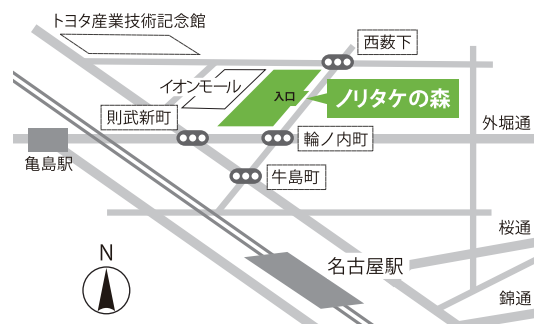 トヨタ産業技術記念館
西薮下
イオンモール
入口
ノリタケの森
則武新町
外堀通
輪ノ内町
亀島駅
牛島町
桜通
名古屋駅
N
錦通